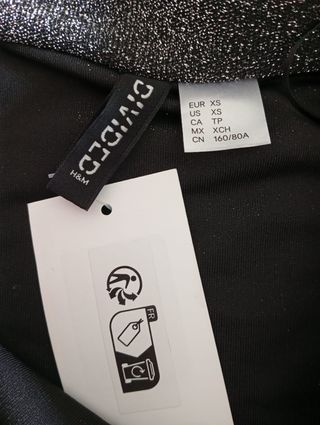 DIVIDED
H&M
EUR XS
US XS
CA TP
MX XCH
CN 160/80A
FR